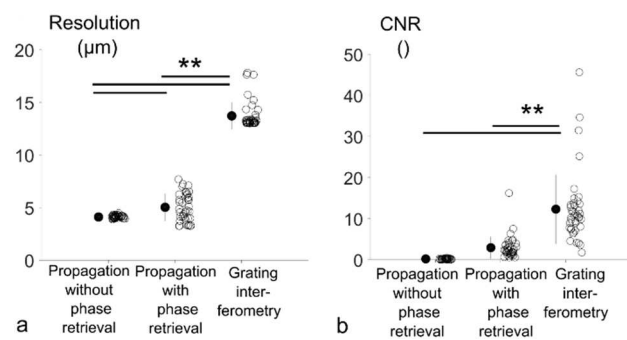 Resolution
(μm)
**
20
15
10
5
0
Propagation
without
phase
retrieval
Propagation
with
phase
retrieval
Grating
inter-
ferometry
a
CNR
()
**
50
40
30
20
10
0
Propagation
without
phase
retrieval
Propagation
with
phase
retrieval
Grating
inter-
ferometry
b